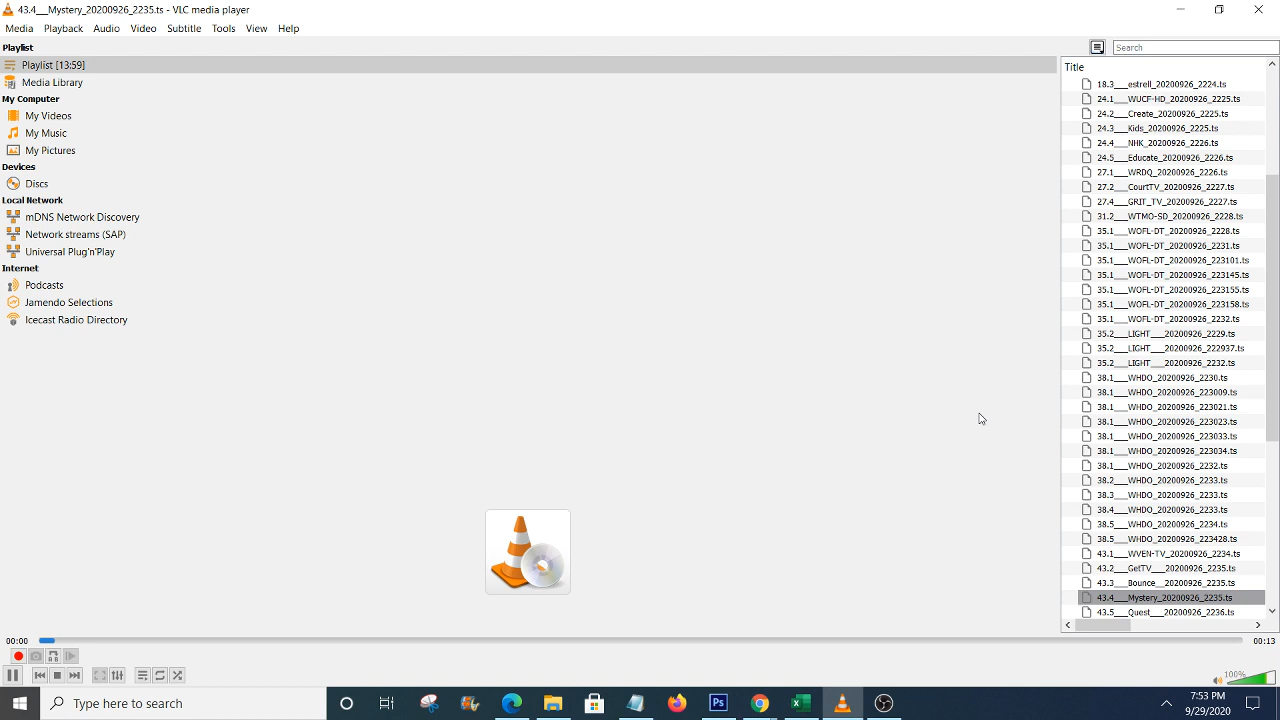 43.4___Mystery_20200926_2235.ts - VLC media player
Media Playback Audio Video Subtitle Tools View Help
Playlist
Search
Playlist [13:59]
Media Library
My Computer
My Videos
My Music
My Pictures
Devices
Discs
Local Network
mDNS Network Discovery
Network streams (SAP)
Universal Plug'n'Play
Internet
Podcasts
Jamendo Selections
Icecast Radio Directory
Title
18.3___estrell_20200926_2224.ts
24.1___WUCF-HD_20200926_2225.ts
24.2___Create_20200926_2225.ts
24.3___Kids_20200926_2225.ts
24.4___NHK_20200926_2226.ts
24.5___Educate_20200926_2226.ts
27.1___WRDQ_20200926_2226.ts
27.2___CourtTV_20200926_2227.ts
27.4___GRIT_TV_20200926_2227.ts
31.2___WTMO-SD_20200926_2228.ts
35.1___WOFL-DT_20200926_2228.ts
35.1___WOFL-DT_20200926_2231.ts
35.1___WOFL-DT_20200926_223101.ts
35.1___WOFL-DT_20200926_223145.ts
35.1___WOFL-DT_20200926_223155.ts
35.1___WOFL-DT_20200926_223158.ts
35.1___WOFL-DT_20200926_2232.ts
35.2___LIGHT___20200926_2229.ts
35.2___LIGHT___20200926_222937.ts
35.2___LIGHT___20200926_2232.ts
38.1___WHDO_20200926_2230.ts
38.1___WHDO_20200926_223009.ts
38.1___WHDO_20200926_223021.ts
38.1___WHDO_20200926_223023.ts
38.1___WHDO_20200926_223033.ts
38.1___WHDO_20200926_223034.ts
38.1___WHDO_20200926_2232.ts
38.2___WHDO_20200926_2233.ts
38.3___WHDO_20200926_2233.ts
38.4___WHDO_20200926_2233.ts
38.5___WHDO_20200926_2234.ts
38.5___WHDO_20200926_223428.ts
43.1___WVEN-TV_20200926_2234.ts
43.2___GetTV___20200926_2235.ts
43.3___Bounce__20200926_2235.ts
43.4___Mystery_20200926_2235.ts
43.5___Quest___20200926_2236.ts
00:00
00:13
100%
Type here to search
7:53 PM
9/29/2020